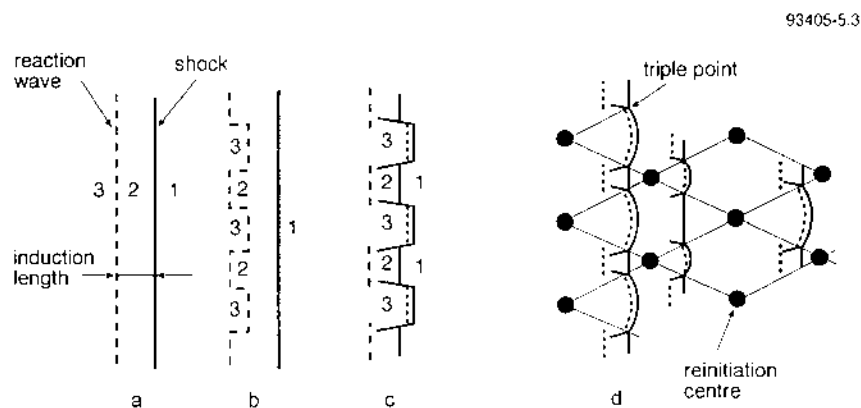 93405-5.3
reaction
wave
shock
triple point
3 2 1
3
2
3
2
3
1
3
2 1
3
2 1
3
induction
length
reinitiation
centre
a b c d